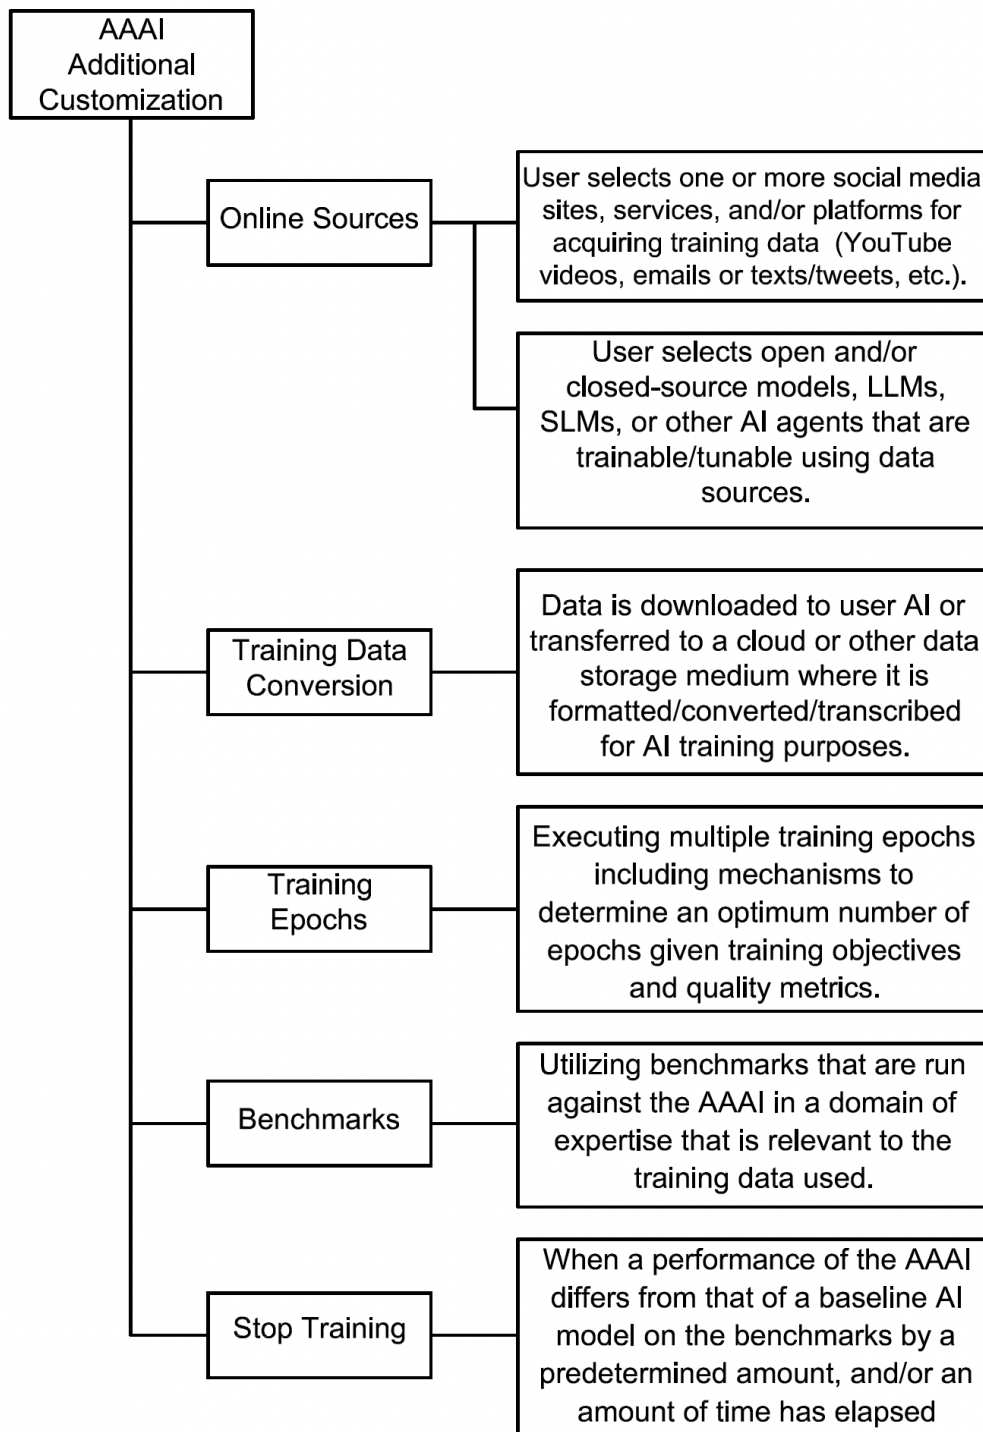 AAAI
Additional
Customization
Online Sources
User selects one or more social media
sites, services, and/or platforms for
acquiring training data (YouTube
videos, emails or texts/tweets, etc.).
User selects open and/or
closed-source models, LLMs,
SLMs, or other AI agents that are
trainable/tunable using data
sources.
Training Data
Conversion
Data is downloaded to user AI or
transferred to a cloud or other data
storage medium where it is
formatted/converted/transcribed
for AI training purposes.
Training
Epochs
Executing multiple training epochs
including mechanisms to
determine an optimum number of
epochs given training objectives
and quality metrics.
Benchmarks
Utilizing benchmarks that are run
against the AAAI in a domain of
expertise that is relevant to the
training data used.
Stop Training
When a performance of the AAAI
differs from that of a baseline AI
model on the benchmarks by a
predetermined amount, and/or an
amount of time has elapsed